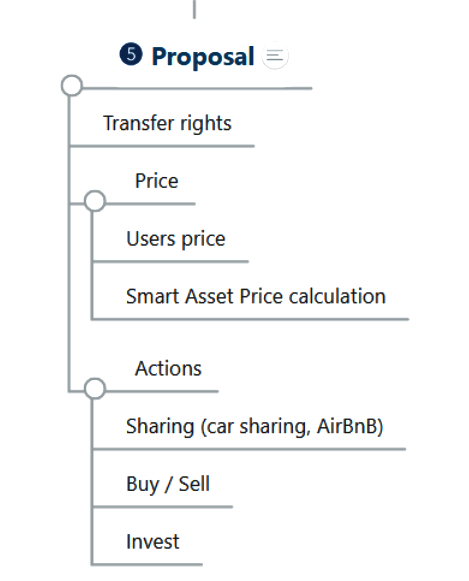 5 Proposal
Transfer rights
Price
Users price
Smart Asset Price calculation
Actions
Sharing (car sharing, AirBnB)
Buy / Sell
Invest